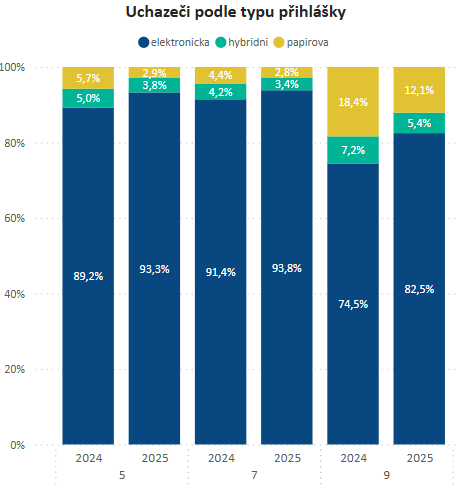 Uchazeči podle typu přihlášky
elektronicka hybridni papirova
100%
80%
60%
40%
20%
0%
5,7% 2,9% 4,4% 2,8% 18,4% 12,1%
5,0% 3,8% 4,2% 3,4% 7,2% 5,4%
89,2% 93,3% 91,4% 93,8% 74,5% 82,5%
2024 2025 2024 2025 2024 2025
5 7 9